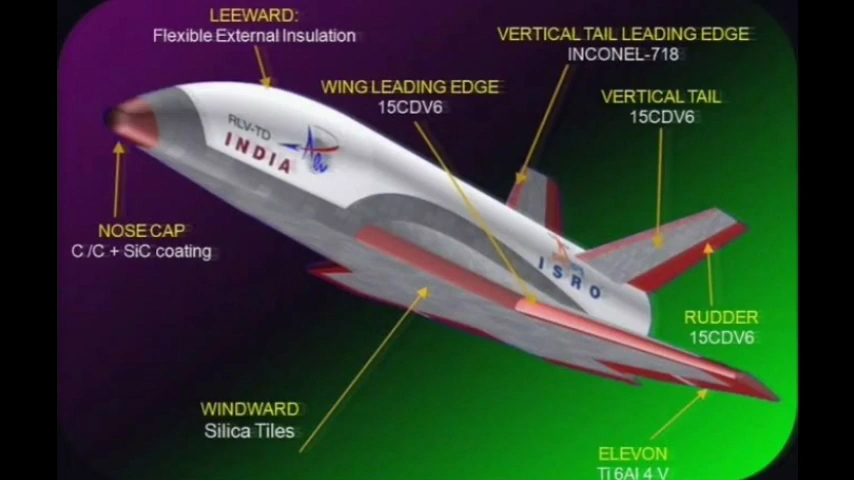 LEEWARD:
Flexible External Insulation
VERTICAL TAIL LEADING EDGE
INCONEL-718
WING LEADING EDGE
15CDV6
VERTICAL TAIL
15CDV6
RLV-TD
INDIA
NOSE CAP
C /C + SiC coating
ISRO
RUDDER
15CDV6
WINDWARD
Silica Tiles
ELEVON
Ti 6Al 4 V